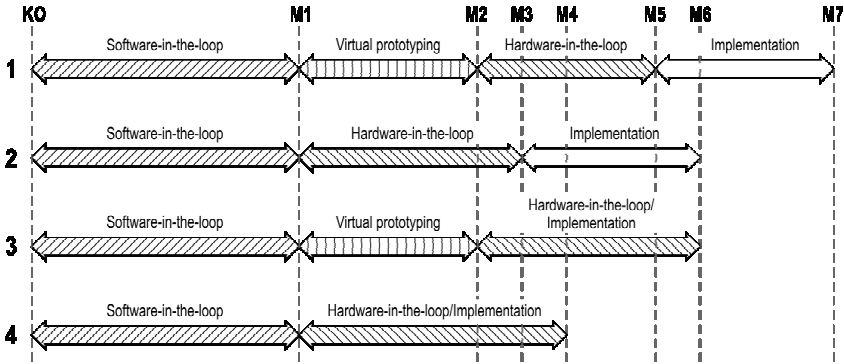 KO M1 M2 M3 M4 M5 M6 M7
Software-in-the-loop Virtual prototyping Hardware-in-the-loop Implementation
1
Software-in-the-loop Hardware-in-the-loop Implementation
2
Hardware-in-the-loop/
Software-in-the-loop Virtual prototyping Implementation
3
Software-in-the-loop Hardware-in-the-loop/Implementation
4